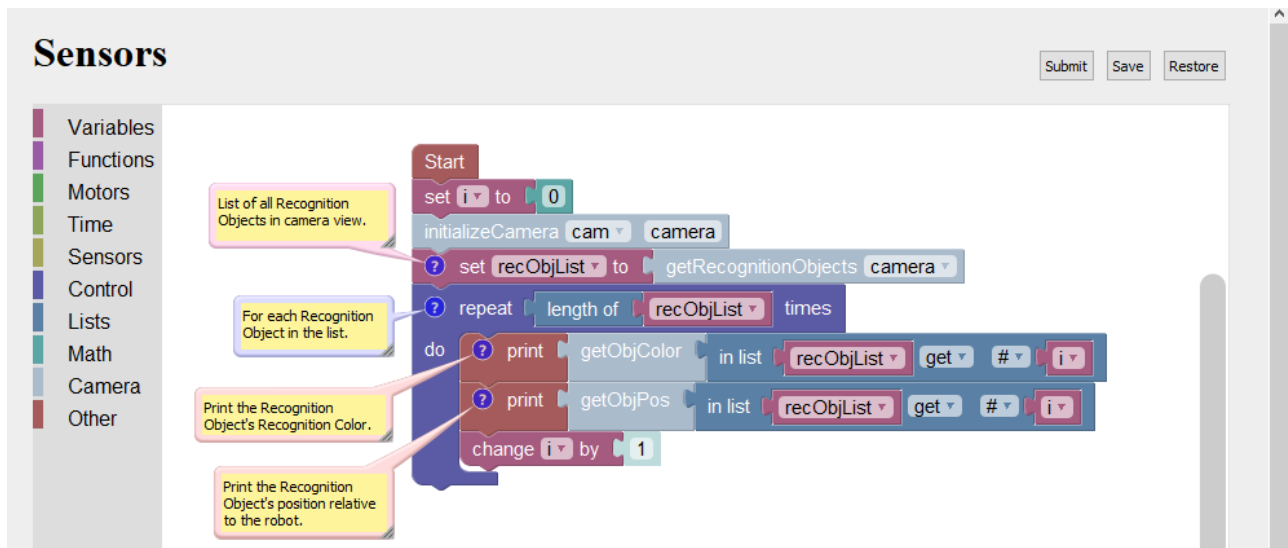 Sensors
Submit Save Restore
Variables
Functions
Motors
Time
Sensors
Control
Lists
Math
Camera
Other
Start
set i to 0
initializeCamera cam camera
List of all Recognition
Objects in camera view.
? set recObjList to getRecognitionObjects camera
For each Recognition
Object in the list.
? repeat length of recObjList times
do ? print getObjColor in list recObjList get # i
Print the Recognition
Object's Recognition Color.
? print getObjPos in list recObjList get # i
Print the Recognition
Object's position relative
to the robot.
change i by 1